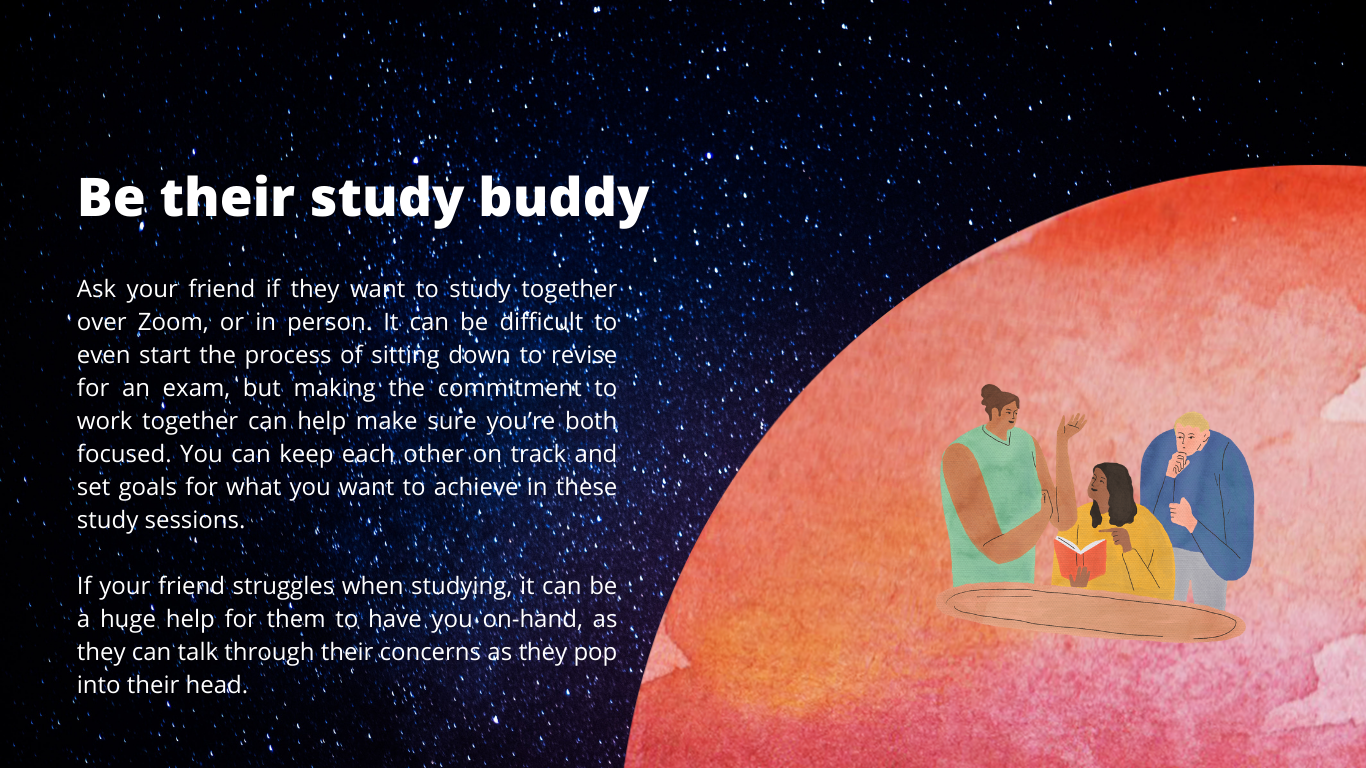 Be their study buddy
Ask your friend if they want to study together
over Zoom, or in person. It can be difficult to
even start the process of sitting down to revise
for an exam, but making the commitment to
work together can help make sure you’re both
focused. You can keep each other on track and
set goals for what you want to achieve in these
study sessions.
If your friend struggles when studying, it can be
a huge help for them to have you on-hand, as
they can talk through their concerns as they pop
into their head.